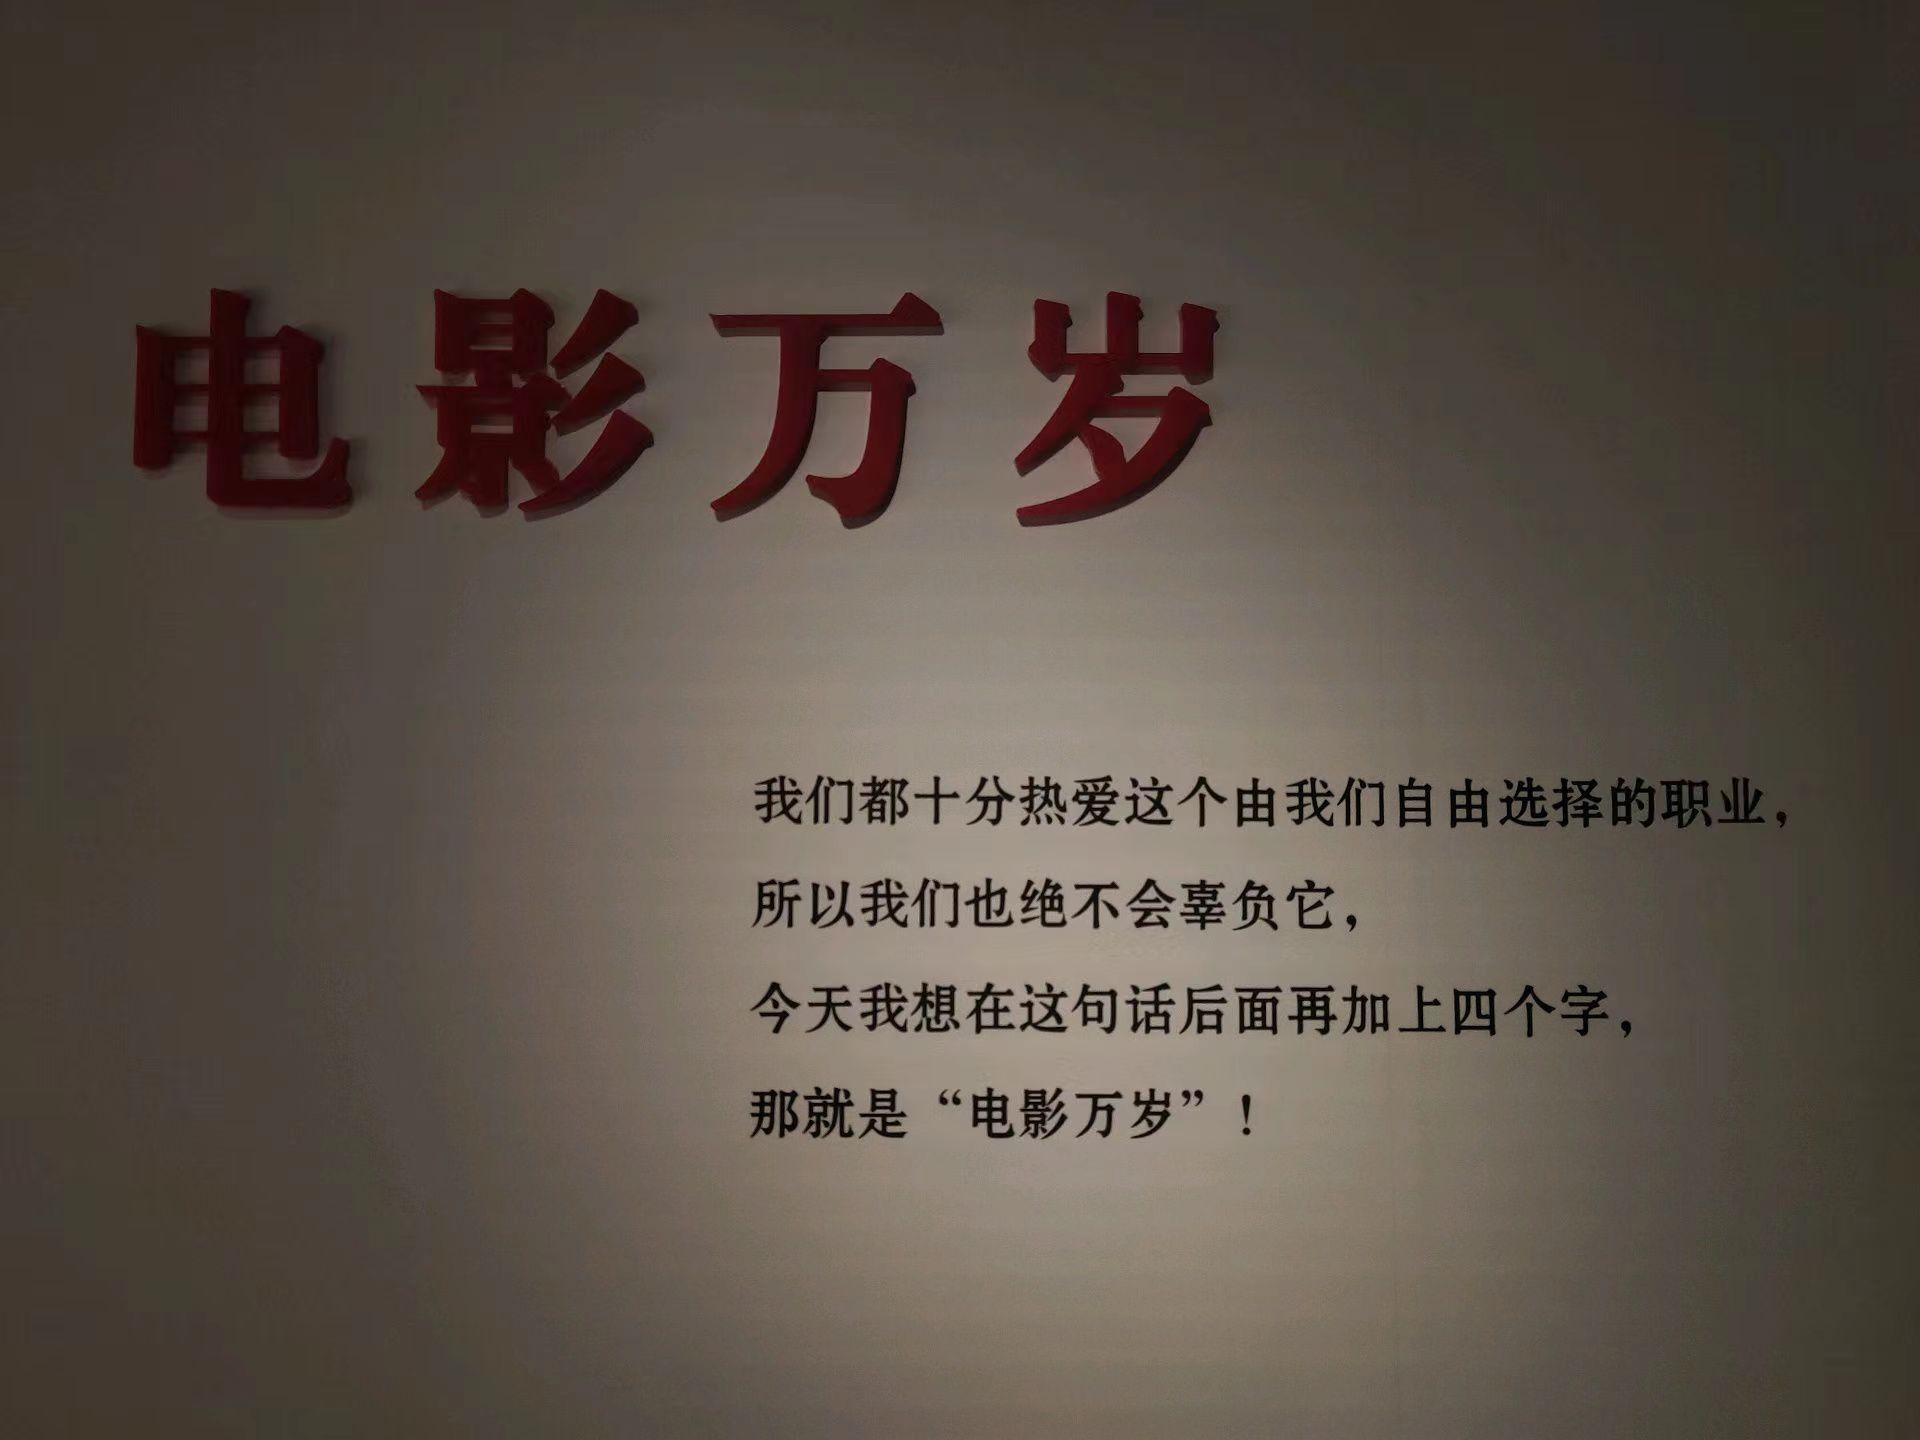 电影万岁
我们都十分热爱这个由我们自由选择的职业，
所以我们也绝不会辜负它，
今天我想在这句话后面再加上四个字，
那就是“电影万岁”！